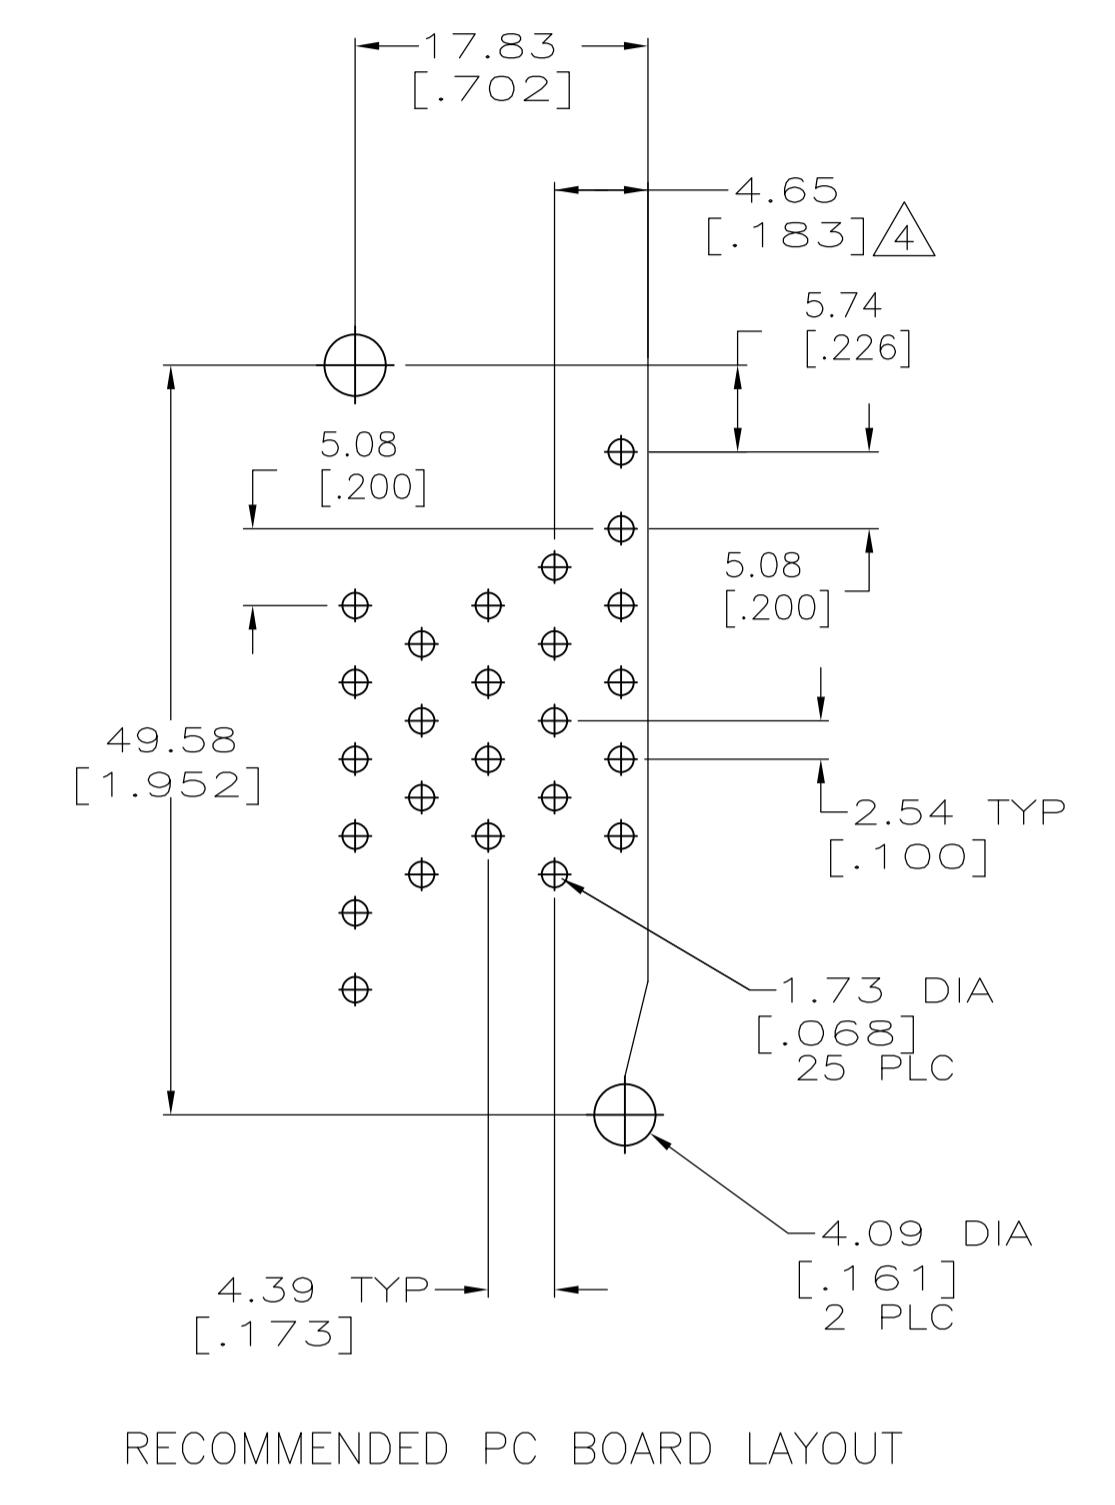 17.83
[.702]
4.65
[.183] 4
5.74
[.226]
5.08
[.200]
5.08
[.200]
49.58
[1.952]
2.54 TYP
[.100]
1.73 DIA
[.068]
25 PLC
4.09 DIA
[.161]
2 PLC
4.39 TYP
[.173]
RECOMMENDED PC BOARD LAYOUT